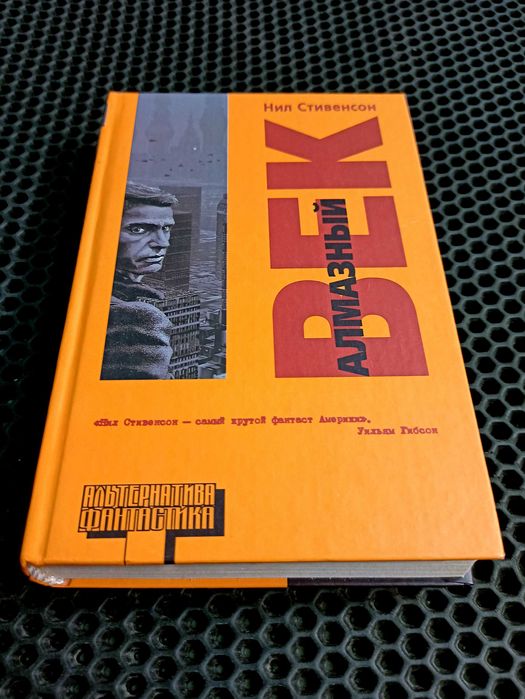 Нил Стивенсон
ВЕК
АЛМАЗНЫЙ
«Нил Стивенсон — самый крутой фантаст Америки».
Уильям Гибсон
АЛЬТЕРНАТИВА
ФАНТАСТИКА